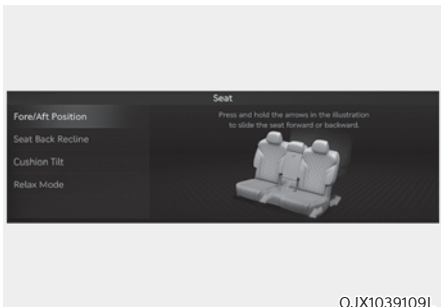 Seat
Fore/Aft Position
Press and hold the arrows in the illustration
to slide the seat forward or backward.
Seat Back Recline
Cushion Tilt
Relax Mode
OJX1039109L